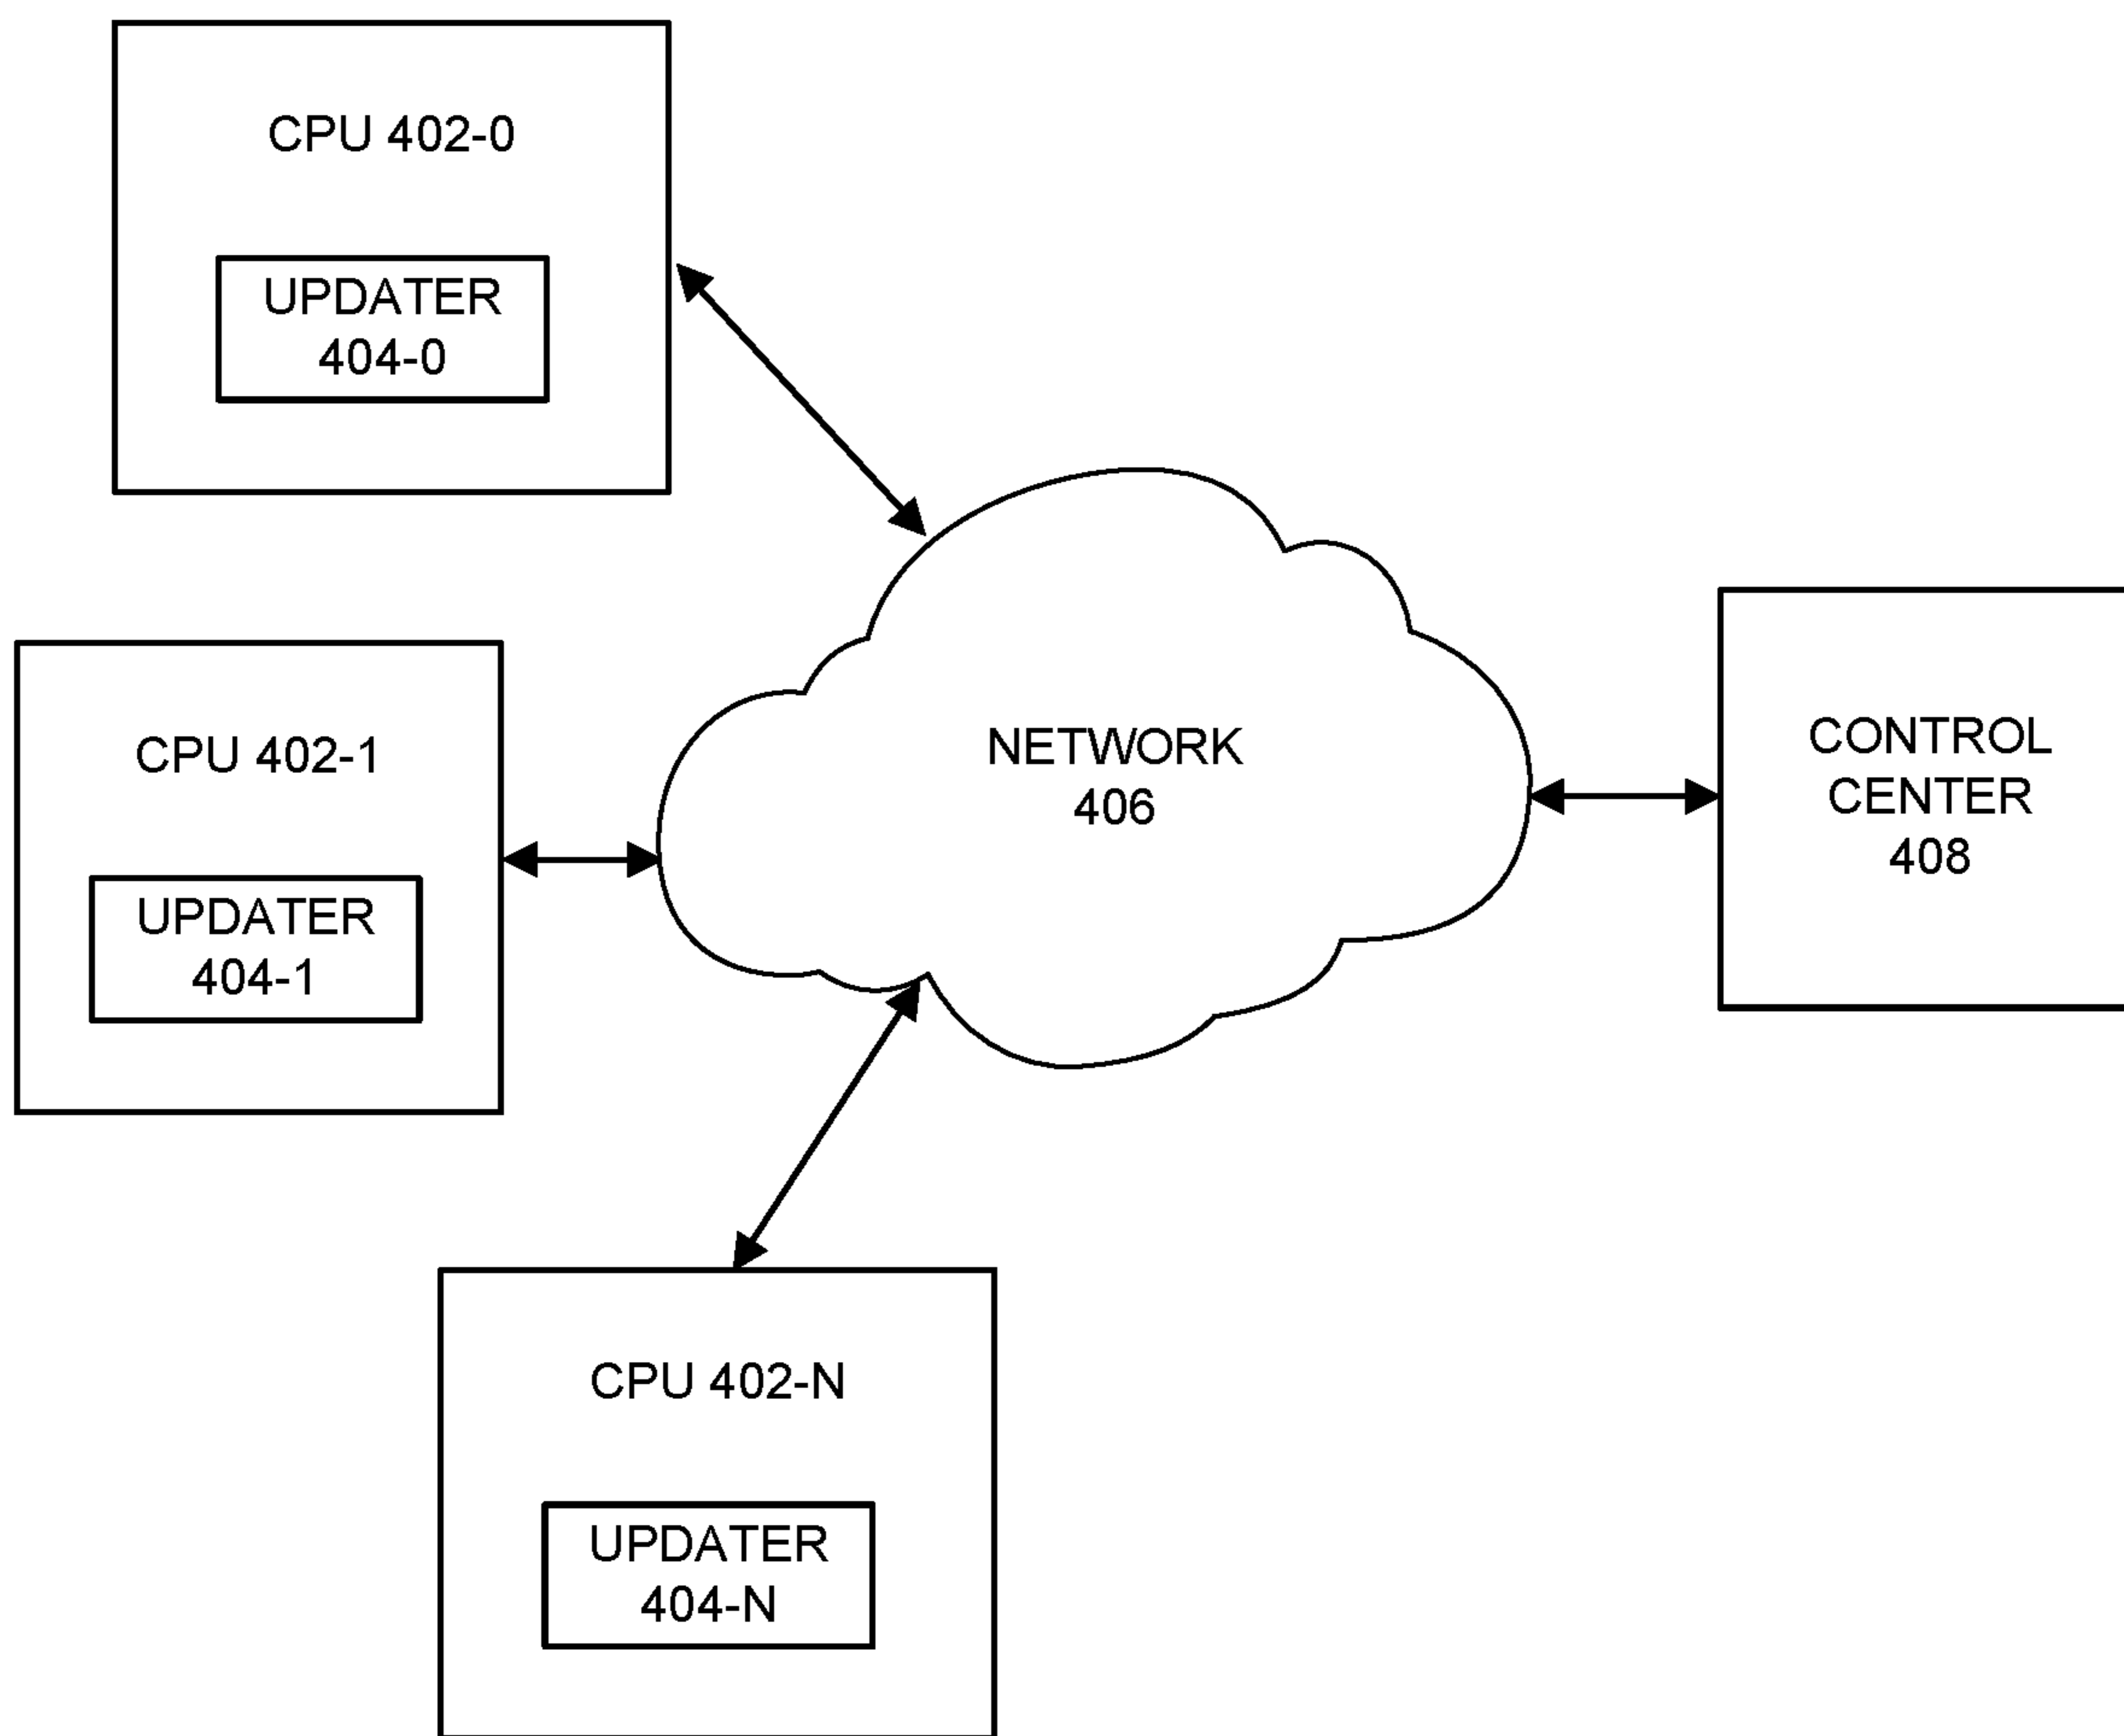 CPU 402-0
UPDATER
404-0
CPU 402-1
UPDATER
404-1
NETWORK
406
CONTROL
CENTER
408
CPU 402-N
UPDATER
404-N